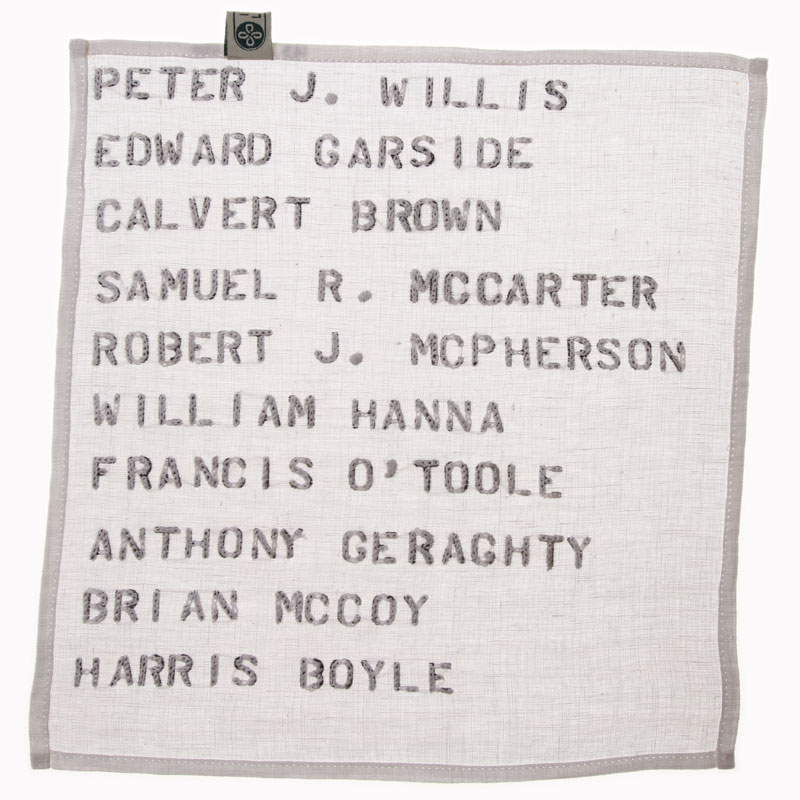 PETER J. WILLIS
EDWARD GARSIDE
CALVERT BROWN
SAMUEL R. MCCARTER
ROBERT J. MCPHERSON
WILLIAM HANNA
FRANCIS O'TOOLE
ANTHONY GERAGHTY
BRIAN MCCOY
HARRIS BOYLE